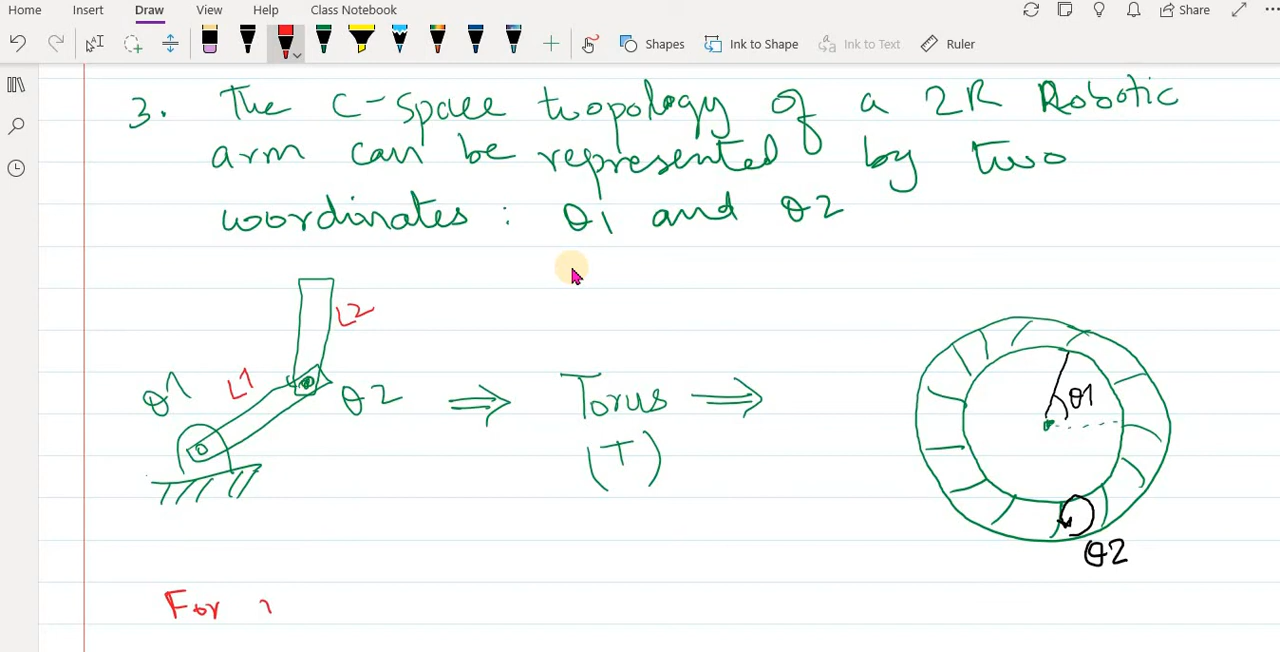 Home Insert Draw View Help Class Notebook
Share
Shapes Ink to Shape Ink to Text Ruler
3. The C-space topology of a 2R Robotic
arm can be represented by two
coordinates : θ1 and θ2
L2
θ1 L1 θ2 ⇒ Torus ⇒
(T)
θ1
θ2
For